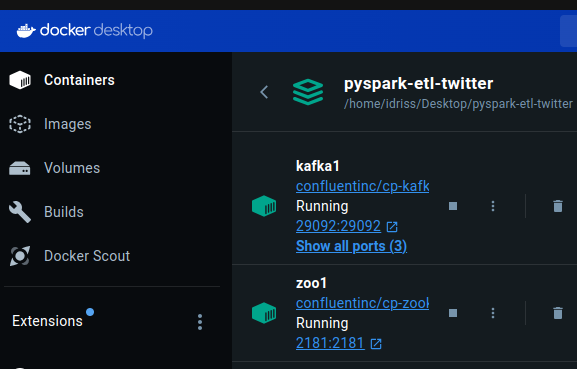 docker desktop
Containers
Images
Volumes
Builds
Docker Scout
Extensions
pyspark-etl-twitter
/home/idriss/Desktop/pyspark-etl-twitter
kafka1
confluentinc/cp-kafk
Running
29092:29092
Show all ports (3)
zoo1
confluentinc/cp-zool
Running
2181:2181